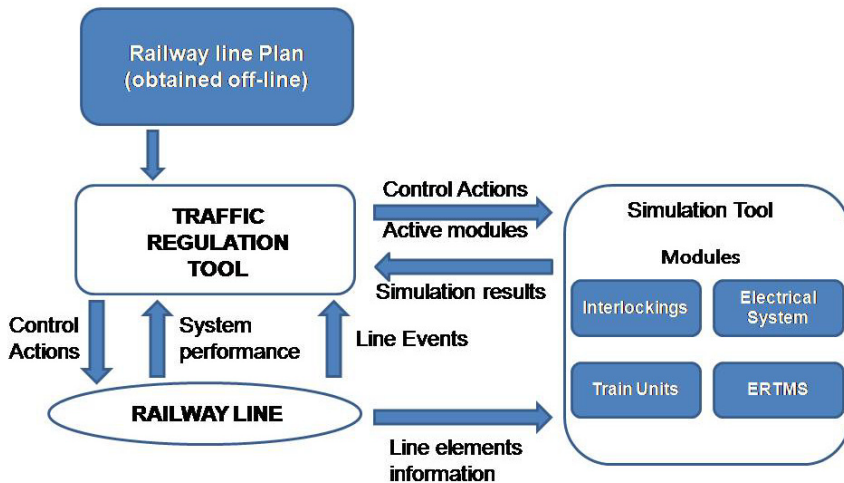 Railway line Plan
(obtained off-line)
TRAFFIC
REGULATION
TOOL
Control Actions
Active modules
Simulation results
Simulation Tool
Modules
Interlockings
Electrical
System
Train Units
ERTMS
Control
Actions
System
performance
Line Events
RAILWAY LINE
Line elements
information